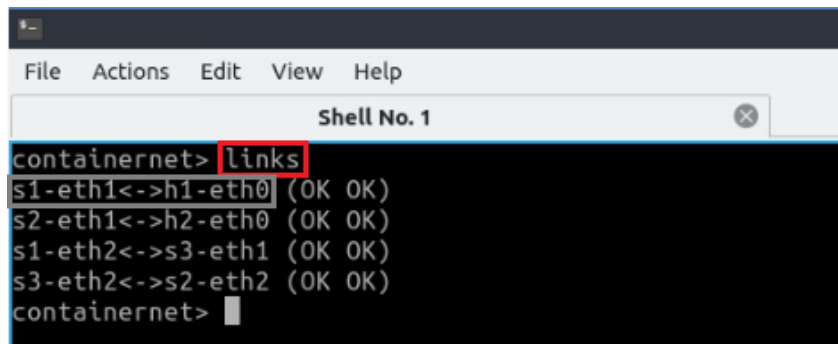 File Actions Edit View Help
Shell No. 1
containernet> links
s1-eth1<->h1-eth0 (OK OK)
s2-eth1<->h2-eth0 (OK OK)
s1-eth2<->s3-eth1 (OK OK)
s3-eth2<->s2-eth2 (OK OK)
containernet>